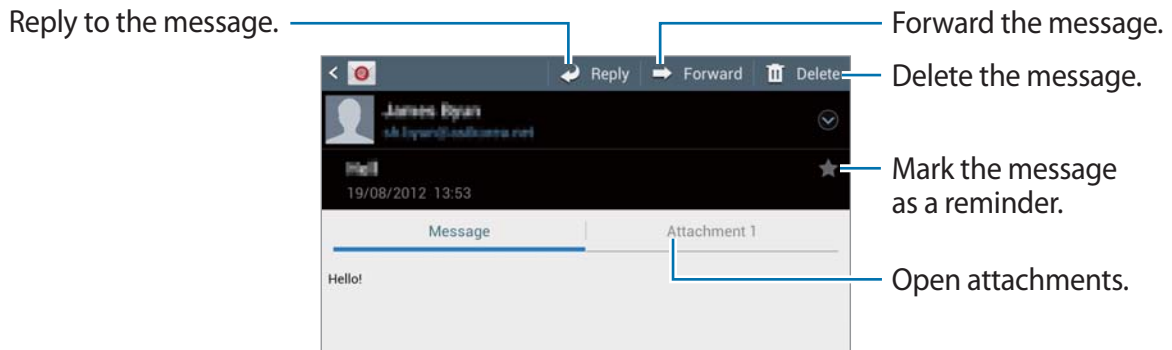 Reply to the message.
Forward the message.
Reply
Forward
Delete
Delete the message.
19/08/2012 13:53
Mark the message
as a reminder.
Message
Attachment 1
Hello!
Open attachments.